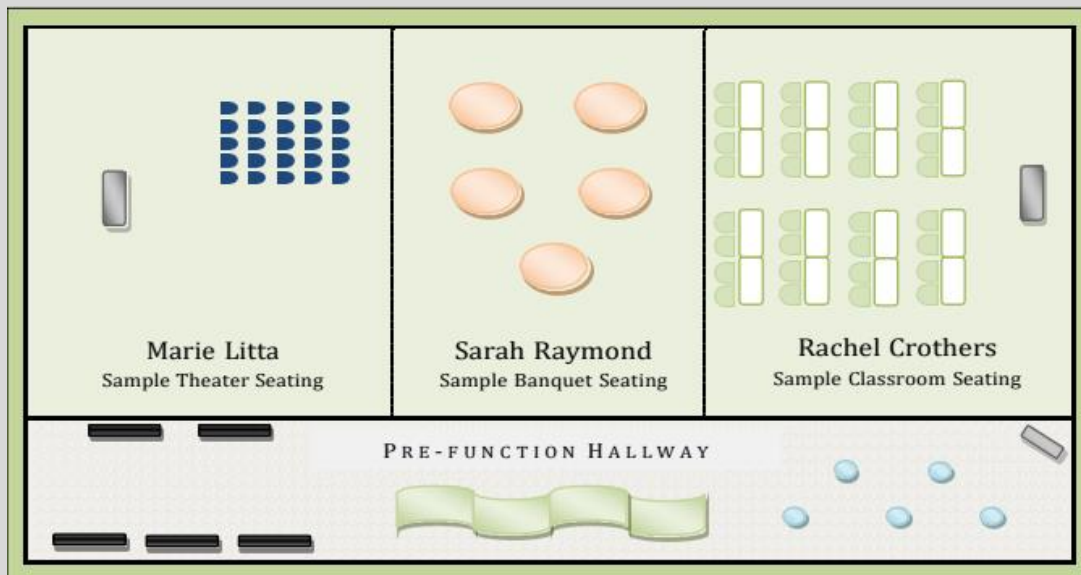 Marie Litta
Sample Theater Seating
Sarah Raymond
Sample Banquet Seating
Rachel Crothers
Sample Classroom Seating
PRE-FUNCTION HALLWAY